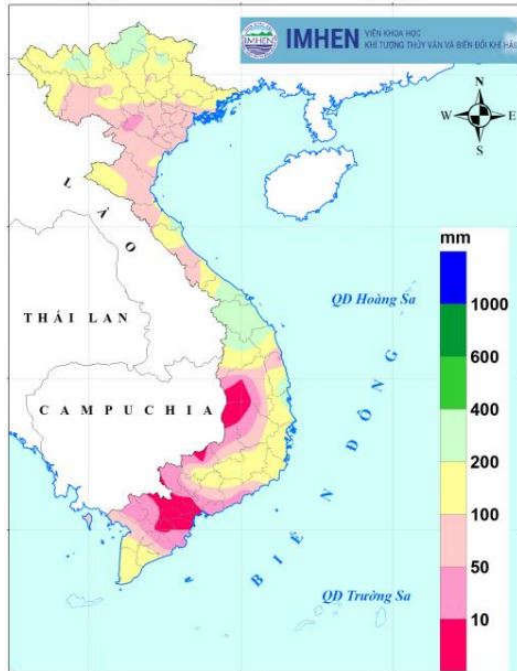 IMHEN
VIỆN KHOA HỌC
KHÍ TƯỢNG THỦY VĂN VÀ BIẾN ĐỔI KHÍ HẬU
N
W E
S
LÀO
mm
QĐ Hoàng Sa
1000
THÁI LAN
600
CAMPUCHIA
400
200
BIỂN ĐÔNG
100
50
QĐ Trường Sa
10